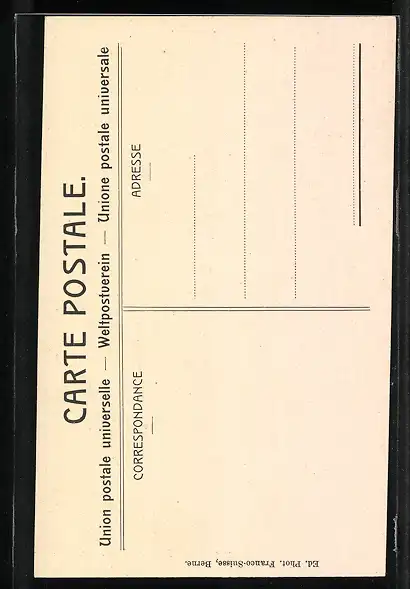 CARTE POSTALE.
Union postale universelle — Weltpostverein — Unione postale universale
CORRESPONDANCE
ADRESSE
Ed. Phot. Franco-Suisse, Berne.